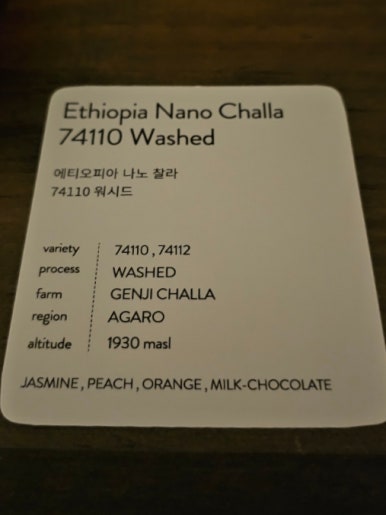 Ethiopia Nano Challa
74110 Washed
에티오피아 나노 찰라
74110 워시드
variety 74110 , 74112
process WASHED
farm GENJI CHALLA
region AGARO
altitude 1930 masl
JASMINE , PEACH , ORANGE , MILK-CHOCOLATE